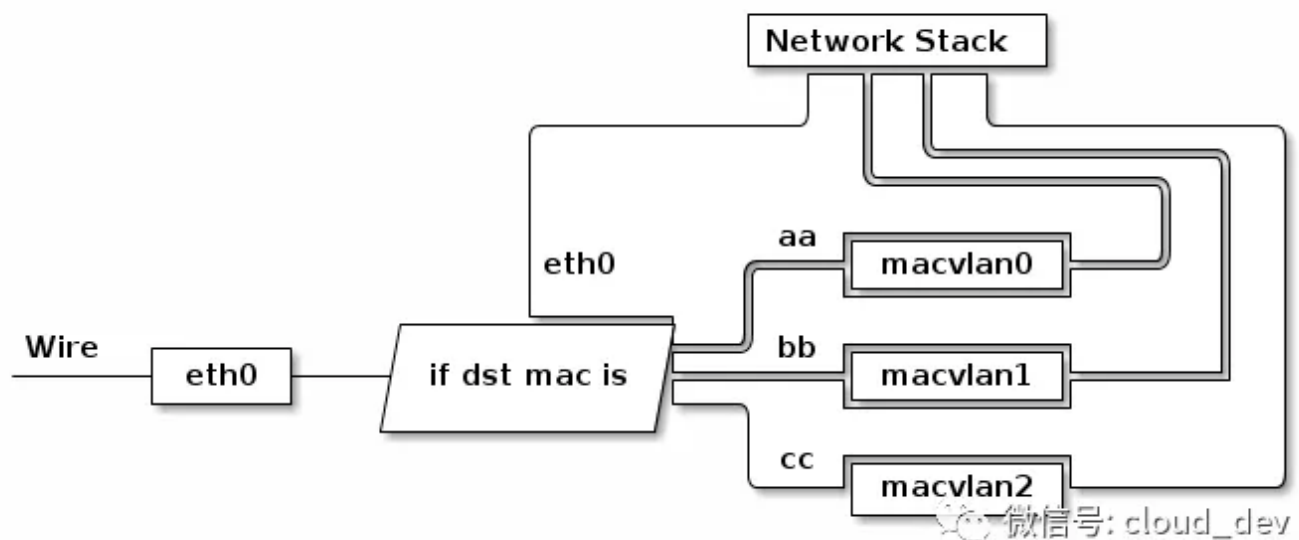 Network Stack
aa
eth0
macvlan0
Wire
bb
eth0
if dst mac is
macvlan1
cc
macvlan2
微信号: cloud_dev